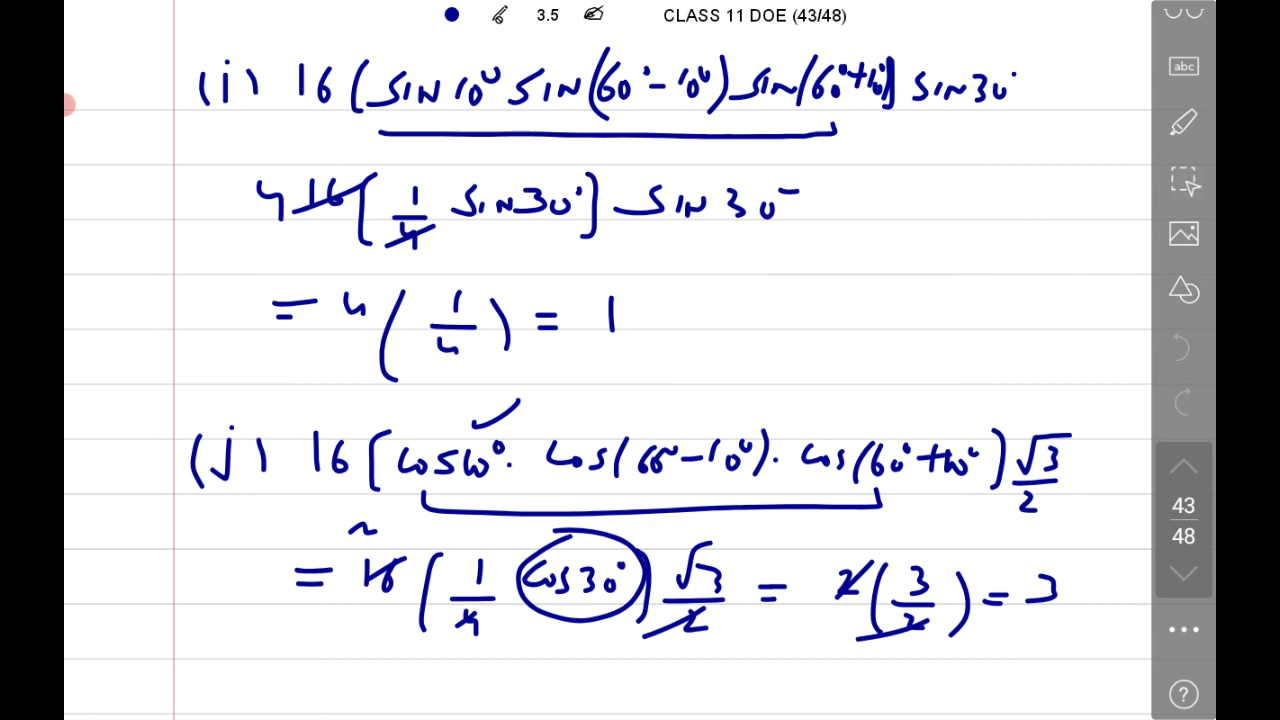 3.5 CLASS 11 DOE (43/48)
abc
(i) 16 (sin 10° sin(60°-10°) sin(60°+10°)] sin 30°
4 16 [1/4 sin 30°] sin 30°
= 4 (1/4) = 1
(j) 16 [cos 10°. cos(60°-10°). cos(60°+10°)) √3/2
= 16 2 (1/4 cos 30°) √3/2 = 2 (3/2) = 3
43
48
?